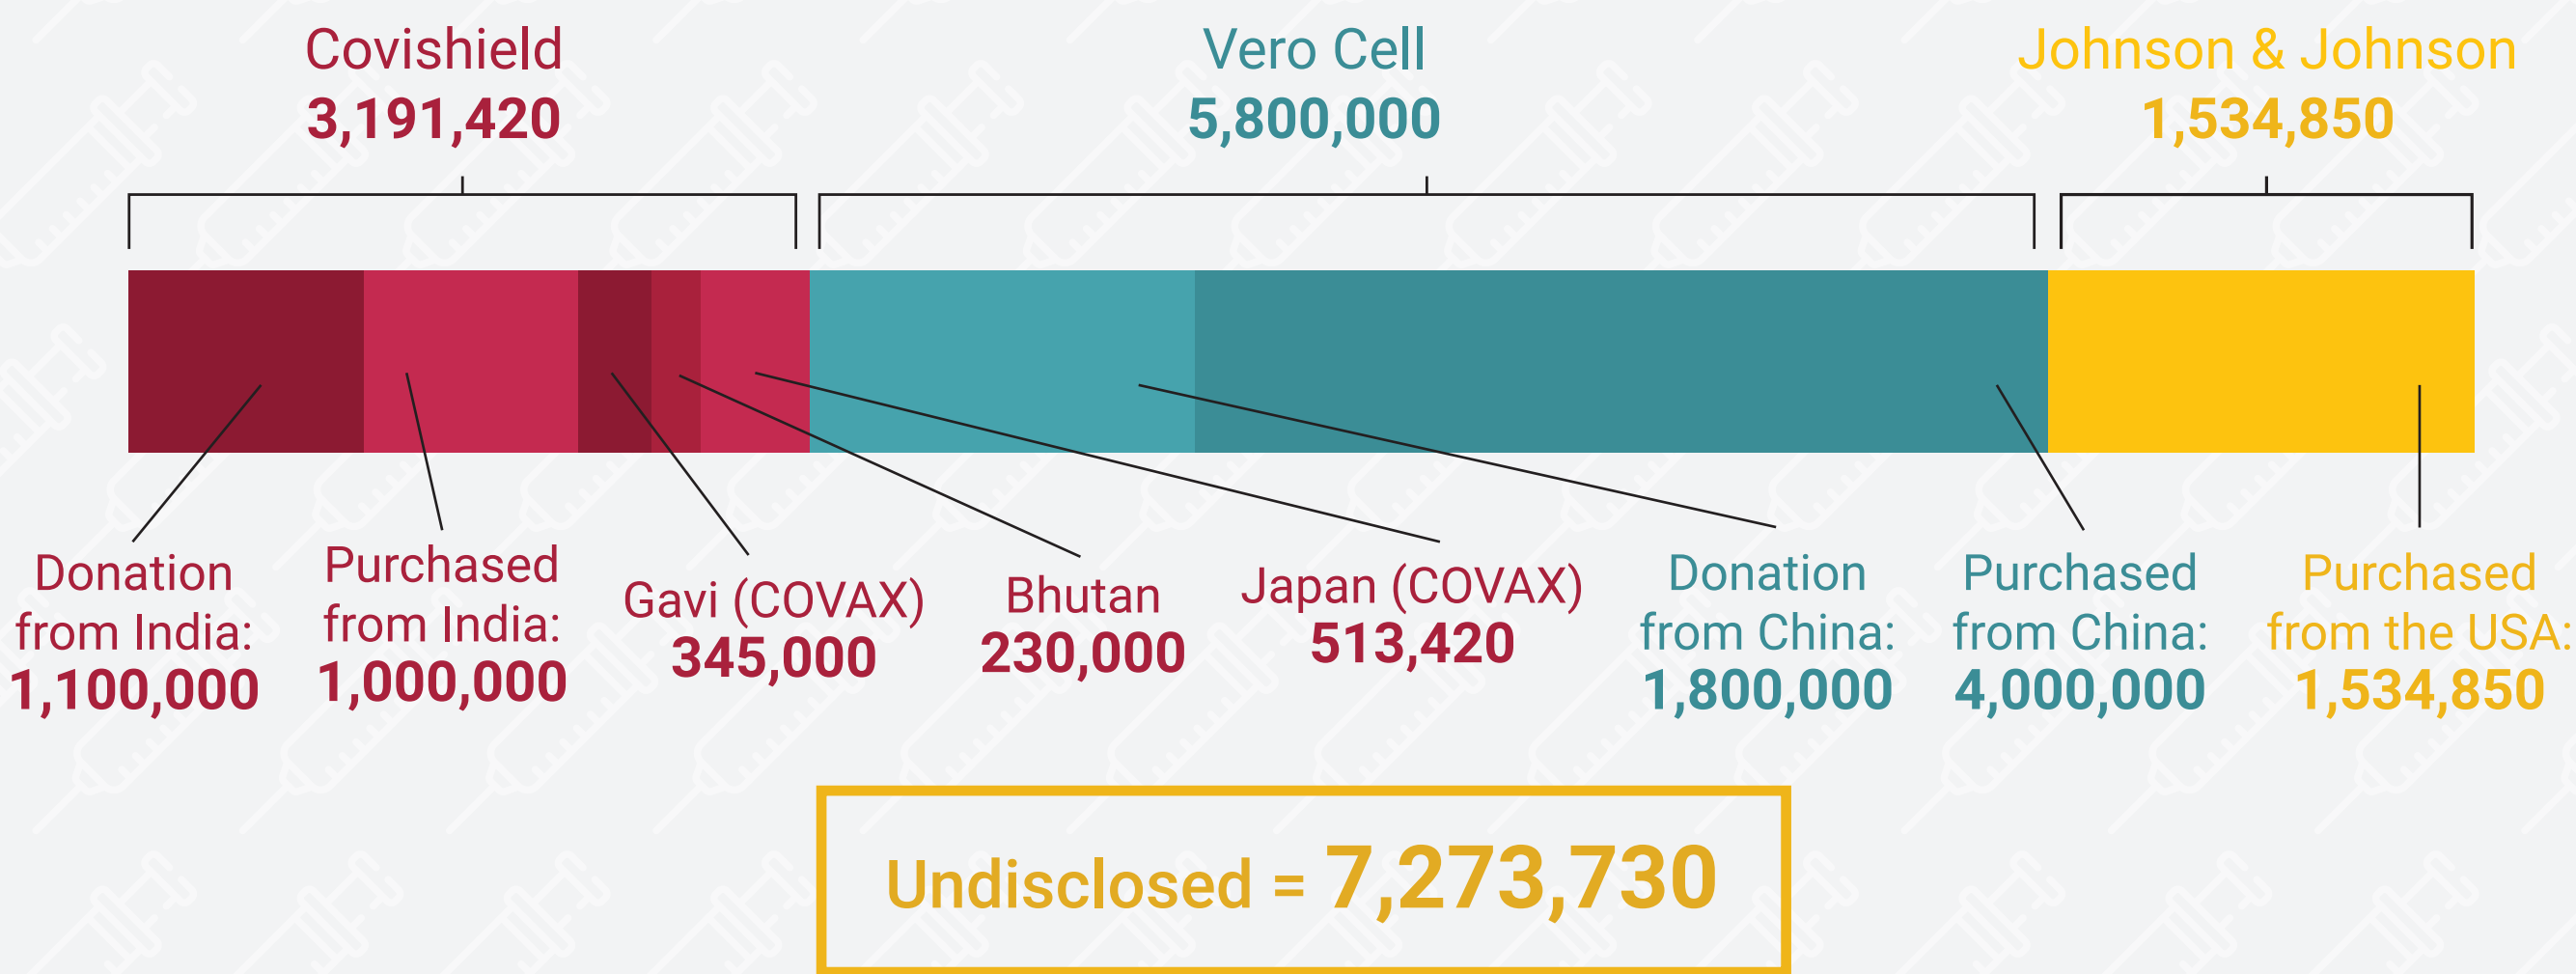 Covishield
3,191,420
Vero Cell
5,800,000
Johnson & Johnson
1,534,850
Donation
from India:
1,100,000
Purchased
from India:
1,000,000
Gavi (COVAX)
345,000
Bhutan
230,000
Japan (COVAX)
513,420
Donation
from China:
1,800,000
Purchased
from China:
4,000,000
Purchased
from the USA:
1,534,850
Undisclosed = 7,273,730